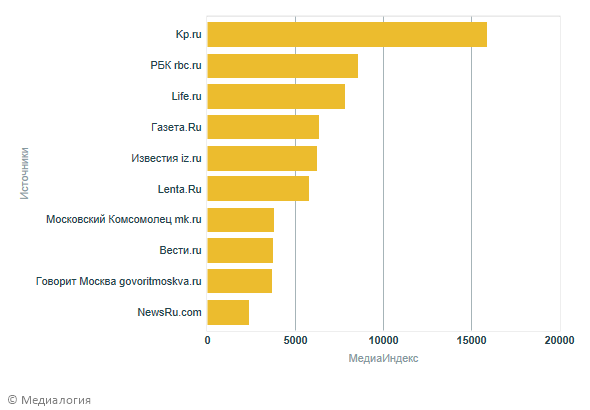 Kp.ru
РБК rbc.ru
Life.ru
Газета.Ru
Известия iz.ru
Lenta.Ru
Московский Комсомолец mk.ru
Вести.ru
Говорит Москва govoritmoskva.ru
NewsRu.com
Источники
0 5000 10000 15000 20000
МедиаИндекс
© Медиалогия